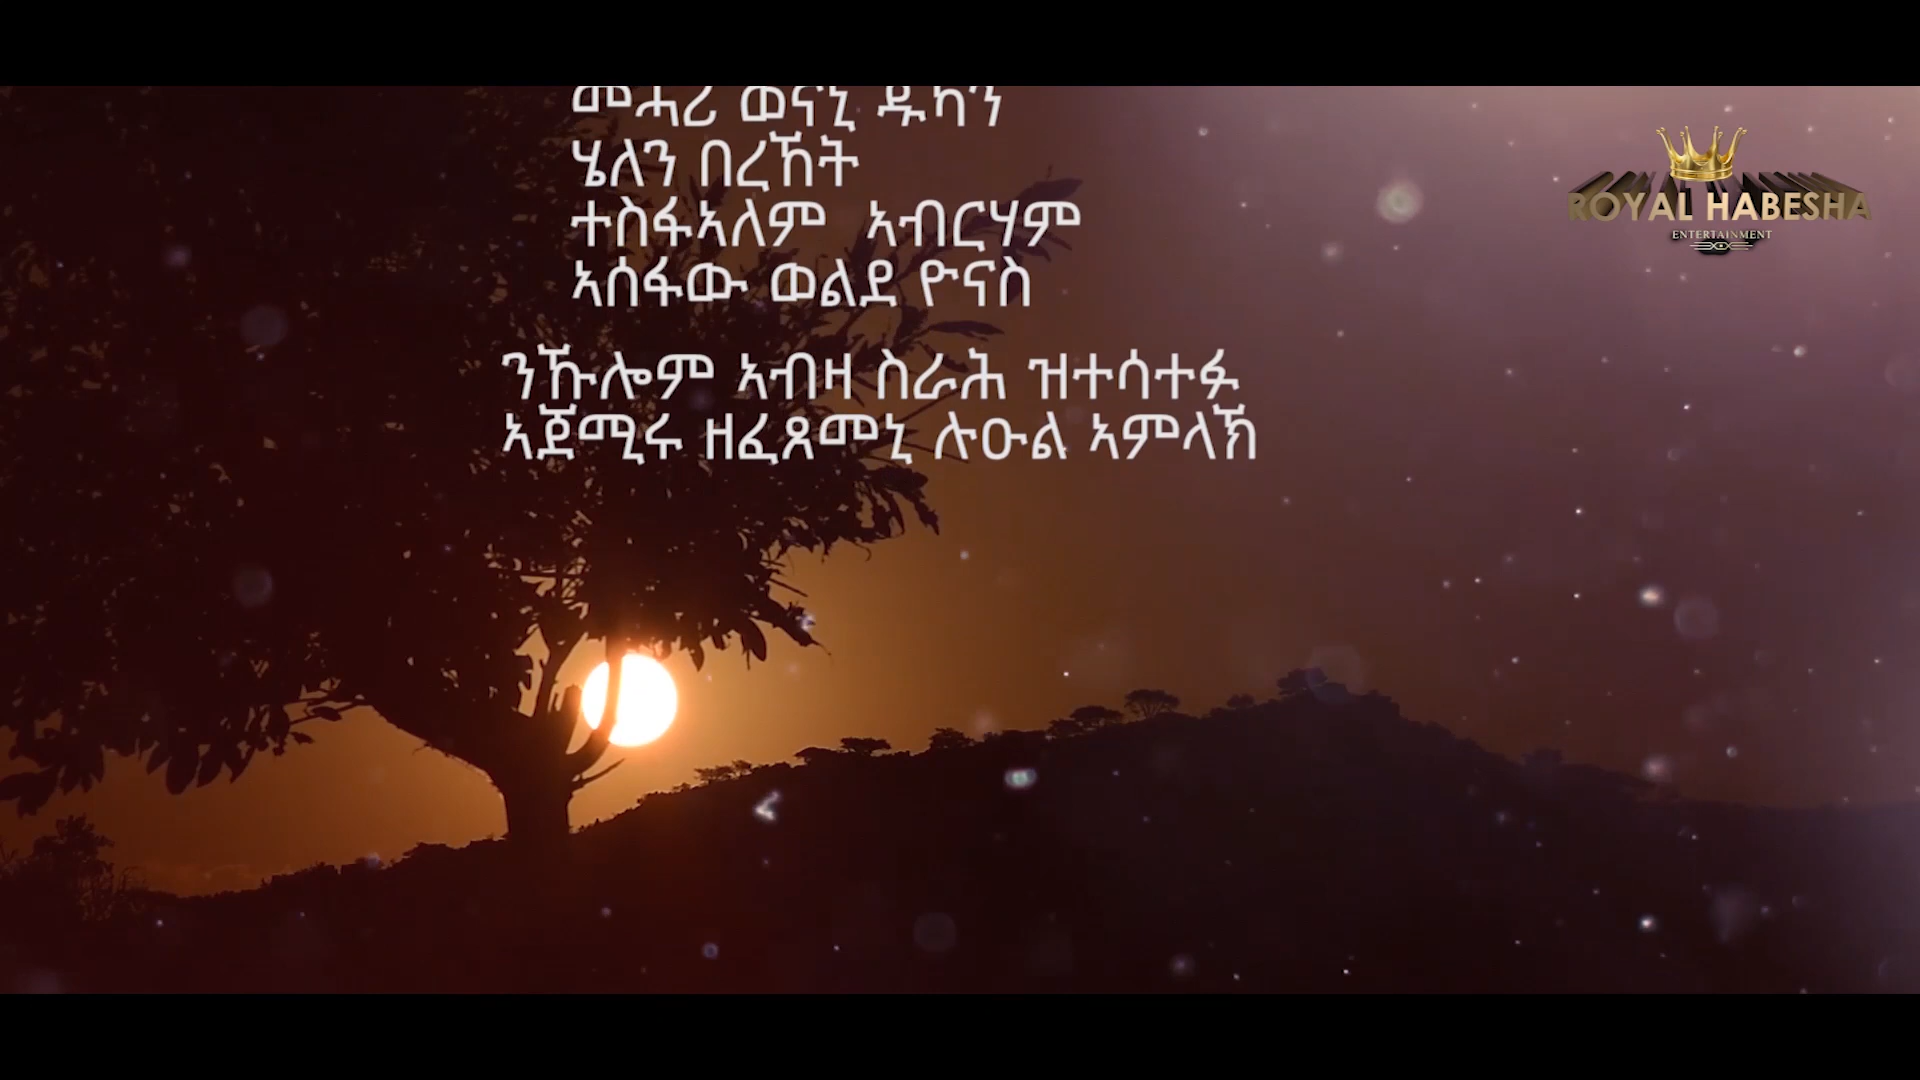 መሓሪ ወናኒ ዱካን
ሄለን በረኸት
ተስፋኣለም ኣብርሃም
ኣሰፋው ወልደ ዮናስ
ንኹሎም ኣብዛ ስራሕ ዝተሳተፉ
ኣጀሚሩ ዘፈጸመኒ ሉዑል ኣምላኽ
ROYAL HABESHA
ENTERTAINMENT